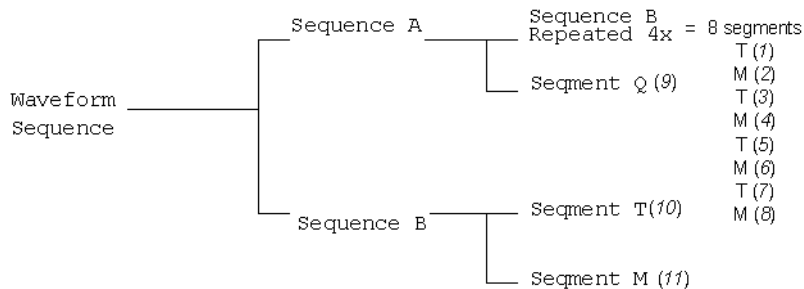 Sequence A
Sequence B
Repeated 4x = 8 segments
T (1)
M (2)
T (3)
M (4)
T (5)
M (6)
T (7)
M (8)
Seqment Q (9)
Waveform
Sequence
Sequence B
Seqment T(10)
Seqment M (11)